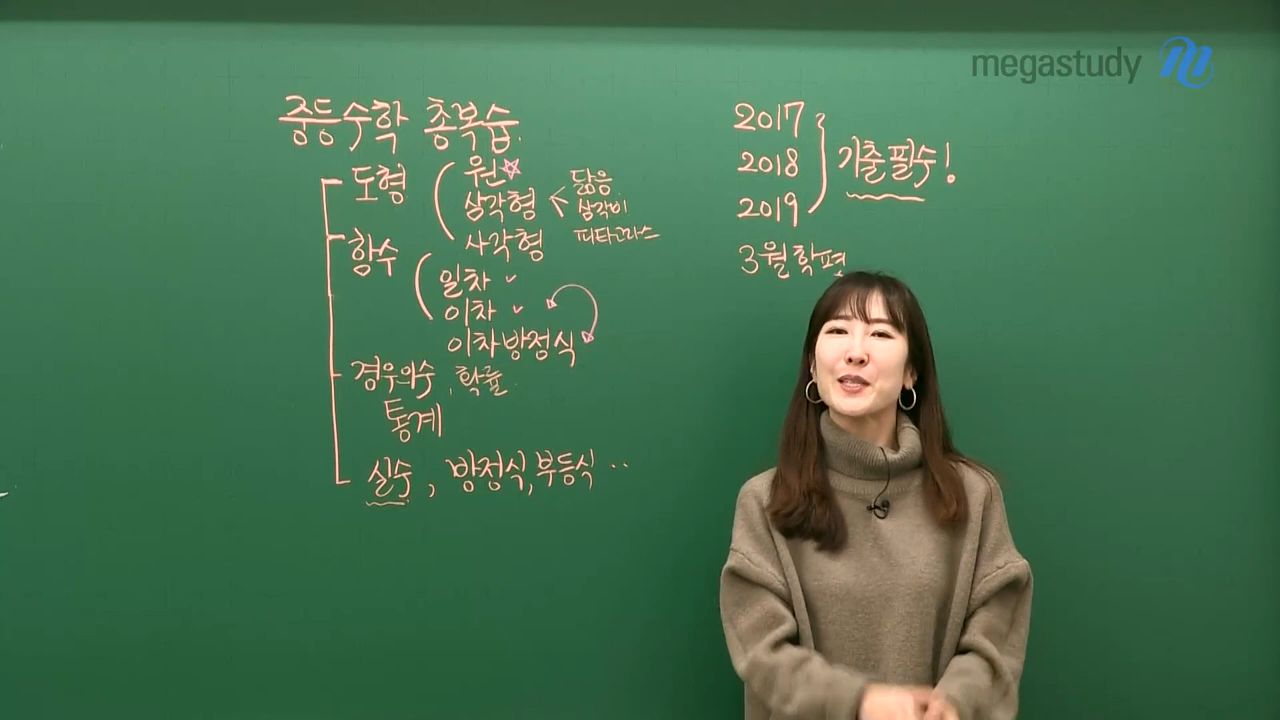 megastudy
중등수학 총복습.
도형
원
삼각형
닮음
삼각비
피타고라스
사각형
함수
일차
이차
이차방정식
경우의수, 확률
통계
실수, 방정식, 부등식 ..
2017
2018
2019
기출필수!
3월학평